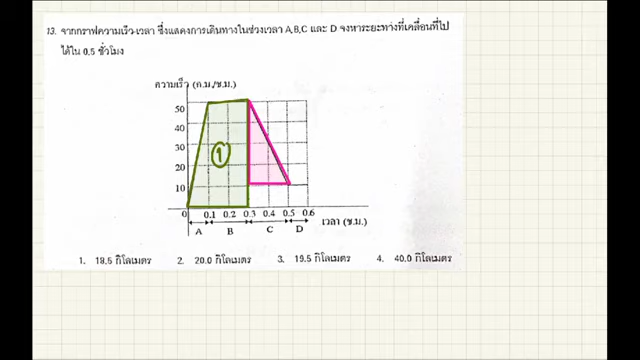 13. จากกราฟความเร็ว-เวลา ซึ่งแสดงการเดินทางในช่วงเวลา A,B,C และ D จงหาระยะทางที่เคลื่อนที่ไป
ได้ใน 0.5 ชั่วโมง
ความเร็ว (ก.ม./ช.ม.)
50
40
30
20
10
1
0 0.1 0.2 0.3 0.4 0.5 0.6
เวลา (ช.ม.)
A B C D
1. 18.5 กิโลเมตร 2. 20.0 กิโลเมตร 3. 19.5 กิโลเมตร 4. 40.0 กิโลเมตร